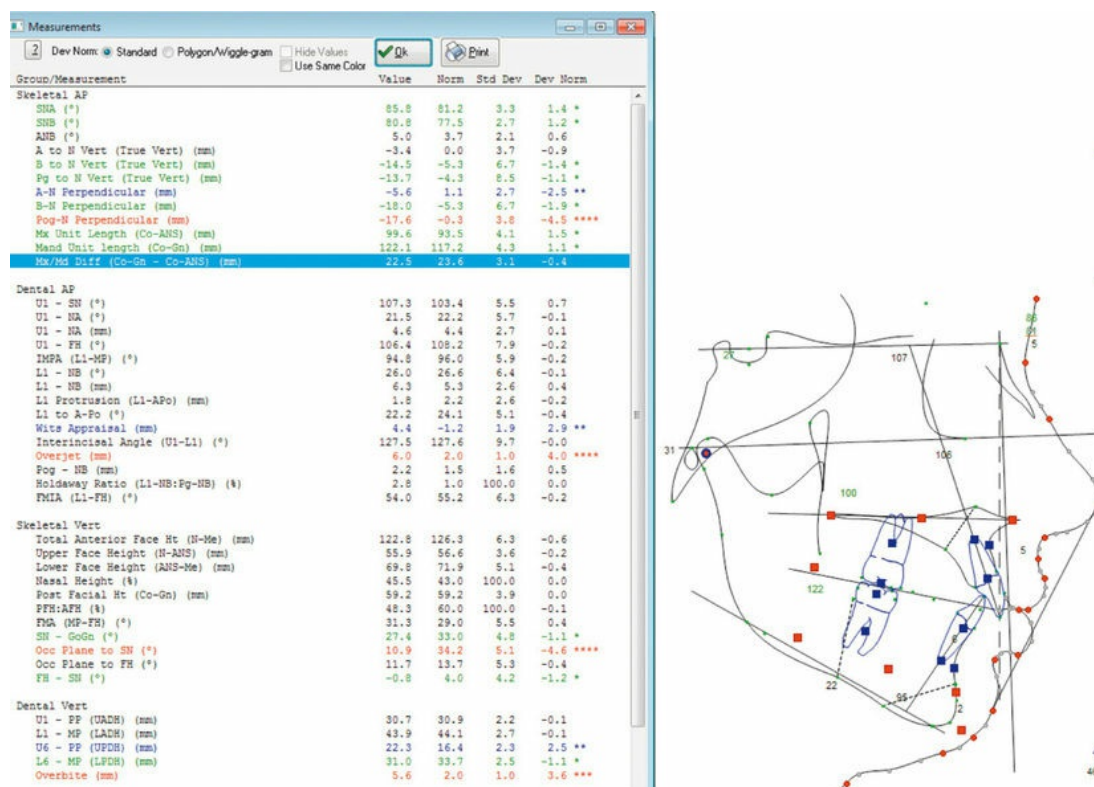 Measurements
.2 Dev Norm: Standard Polygon/Wiggle-gram Hide Values Use Same Color Ok Print
Group/Measurement Value Norm Std Dev Dev Norm
Skeletal AP
SNA (°) 85.8 81.2 3.3 1.4 *
SNB (°) 80.8 77.5 2.7 1.2 *
ANB (°) 5.0 3.7 2.1 0.6
A to N Vert (True Vert) (mm) -3.4 0.0 3.7 -0.9
B to N Vert (True Vert) (mm) -14.5 -5.3 6.7 -1.4 *
Pg to N Vert (True Vert) (mm) -13.7 -4.3 8.5 -1.1 *
A-N Perpendicular (mm) -5.6 1.1 2.7 -2.5 **
B-N Perpendicular (mm) -18.0 -5.3 6.7 -1.9 *
Pog-N Perpendicular (mm) -17.6 -0.3 3.8 -4.5 ****
Mx Unit Length (Co-ANS) (mm) 99.6 93.5 4.1 1.5 *
Mand Unit length (Co-Gn) (mm) 122.1 117.2 4.3 1.1 *
Mx/Md Diff (Co-Gn - Co-ANS) (mm) 22.5 23.6 3.1 -0.4
Dental AP
U1 - SN (°) 107.3 103.4 5.5 0.7
U1 - NA (°) 21.5 22.2 5.7 -0.1
U1 - NA (mm) 4.6 4.4 2.7 0.1
U1 - FH (°) 106.4 108.2 7.9 -0.2
IMPA (L1-MP) (°) 94.8 96.0 5.9 -0.2
L1 - NB (°) 26.0 26.6 6.4 -0.1
L1 - NB (mm) 6.3 5.3 2.6 0.4
L1 Protrusion (L1-APo) (mm) 1.8 2.2 2.6 -0.2
L1 to A-Po (°) 22.2 24.1 5.1 -0.4
Wits Appraisal (mm) 4.4 -1.2 1.9 2.9 **
Interincisal Angle (U1-L1) (°) 127.5 127.6 9.7 -0.0
Overjet (mm) 6.0 2.0 1.0 4.0 ****
Pog - NB (mm) 2.2 1.5 1.6 0.5
Holdaway Ratio (L1-NB:Pg-NB) (%) 2.8 1.0 100.0 0.0
FMIA (L1-FH) (°) 54.0 55.2 6.3 -0.2
Skeletal Vert
Total Anterior Face Ht (N-Me) (mm) 122.8 126.3 6.3 -0.6
Upper Face Height (N-ANS) (mm) 55.9 56.6 3.6 -0.2
Lower Face Height (ANS-Me) (mm) 69.8 71.9 5.1 -0.4
Nasal Height (%) 45.5 43.0 100.0 0.0
Post Facial Ht (Co-Gn) (mm) 59.2 59.2 3.9 0.0
PFH:AFH (%) 48.3 60.0 100.0 -0.1
FMA (MP-FH) (°) 31.3 29.0 5.5 0.4
SN - GoGn (°) 27.4 33.0 4.8 -1.1 *
Occ Plane to SN (°) 10.9 34.2 5.1 -4.6 ****
Occ Plane to FH (°) 11.7 13.7 5.3 -0.4
FH - SN (°) -0.8 4.0 4.2 -1.2 *
Dental Vert
U1 - PP (UADH) (mm) 30.7 30.9 2.2 -0.1
L1 - MP (LADH) (mm) 43.9 44.1 2.7 -0.1
U6 - PP (UPDH) (mm) 22.3 16.4 2.3 2.5 **
L6 - MP (LPDH) (mm) 31.0 33.7 2.5 -1.1 *
Overbite (mm) 5.6 2.0 1.0 3.6 ***
86
81
5
27
107
31
106
100
5
122
6
22
95
2